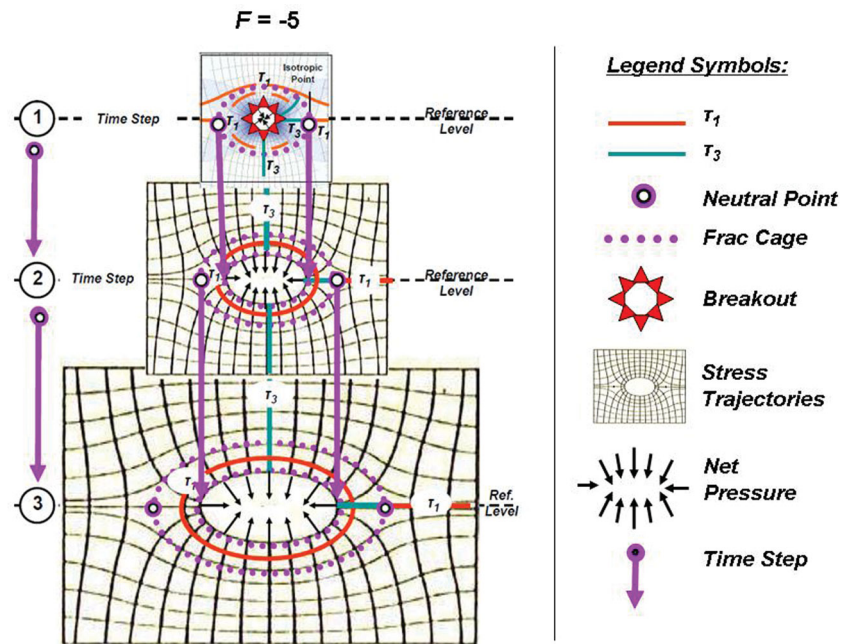 F = -5
Isotropic
Point
τ1
1
Time Step
τ1
τ3
τ1
Reference
Level
τ3
τ3
2
Time Step
τ1
τ1
Reference
Level
τ3
τ1
3
τ1
Ref.
Level
Legend Symbols:
τ1
τ3
Neutral Point
Frac Cage
Breakout
Stress
Trajectories
Net
Pressure
Time Step